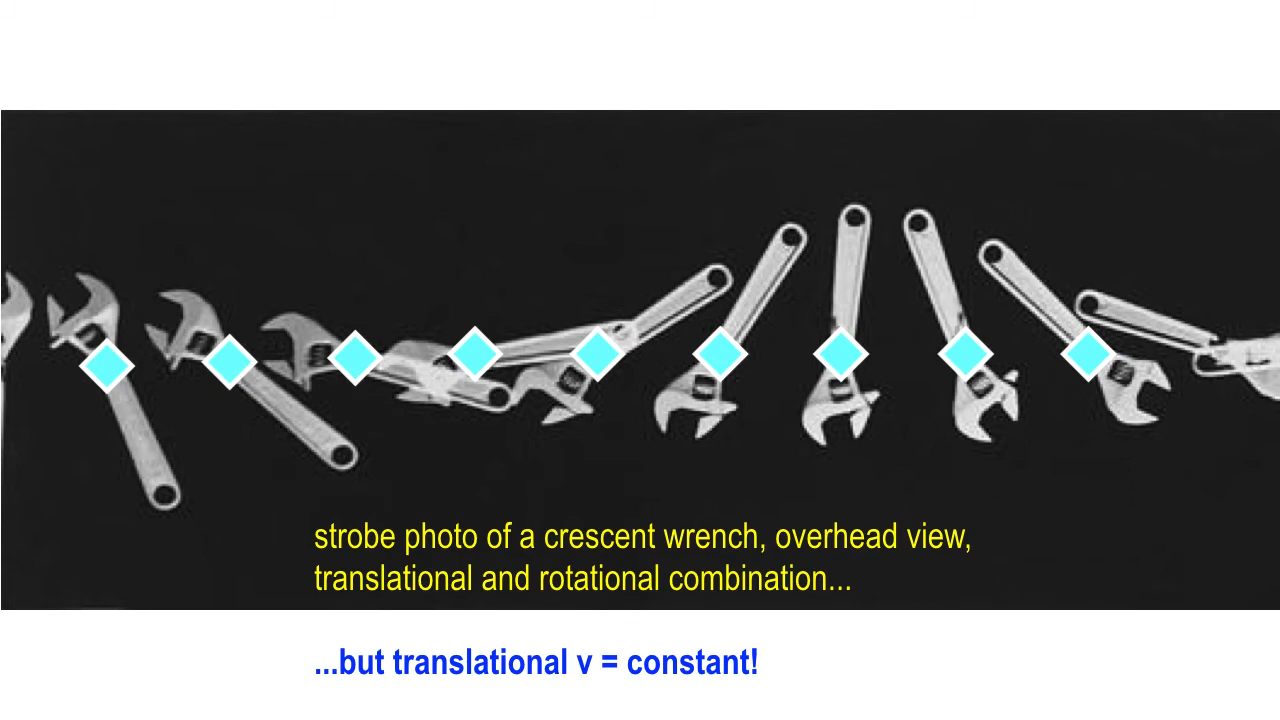 strobe photo of a crescent wrench, overhead view,
translational and rotational combination...
...but translational v = constant!